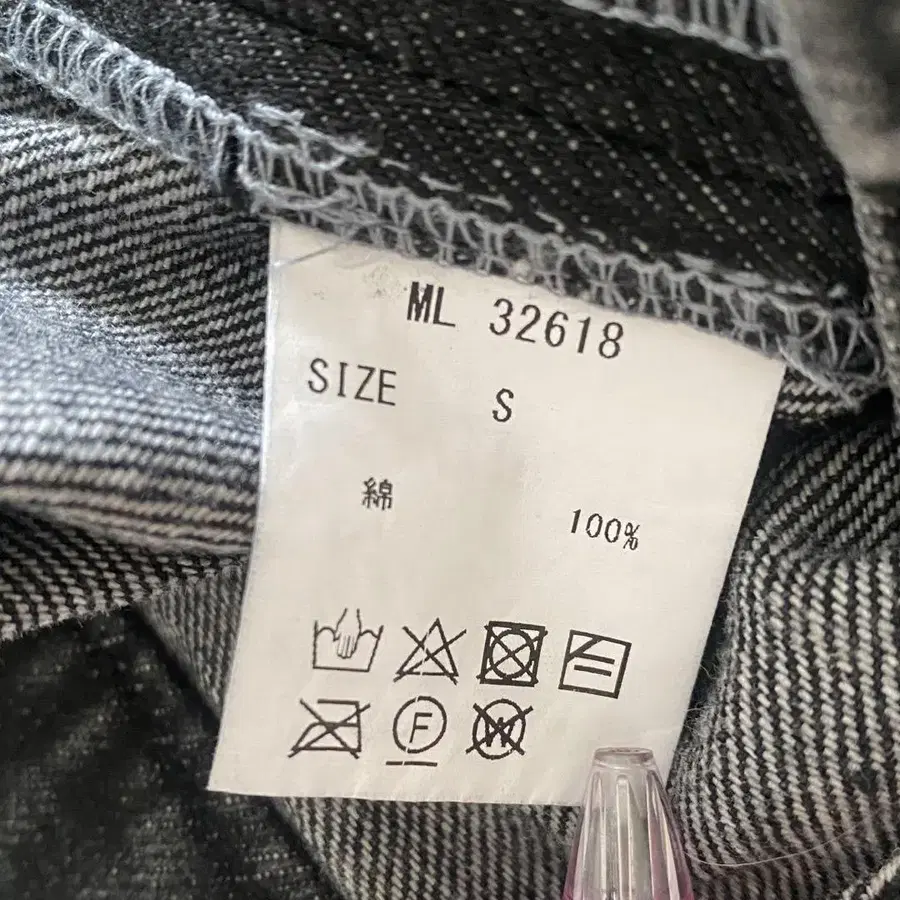 ML 32618
SIZE S
綿 100%
F
W